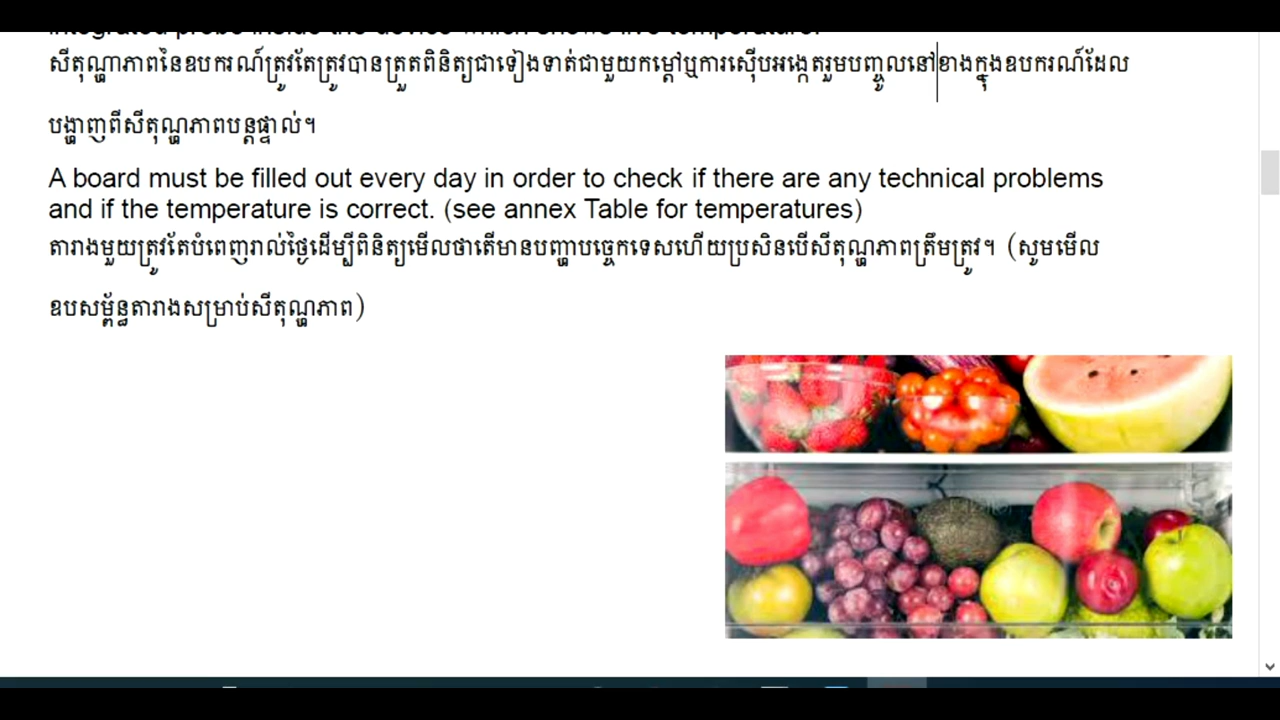 integrated probe inside the device which shows live temperature.
សីតុណ្ហាភាពនៃឧបករណ៍ត្រូវតែត្រូវបានត្រួតពិនិត្យជាទៀងទាត់ជាមួយកម្តៅឬការស៊ើបអង្កេតរួមបញ្ចូលនៅខាងក្នុងឧបករណ៍ដែល
បង្ហាញពីសីតុណ្ហភាពបន្តផ្ទាល់។
A board must be filled out every day in order to check if there are any technical problems
and if the temperature is correct. (see annex Table for temperatures)
តារាងមួយត្រូវតែបំពេញរាល់ថ្ងៃដើម្បីពិនិត្យមើលថាតើមានបញ្ហាបច្ចេកទេសហើយប្រសិនបើសីតុណ្ហភាពត្រឹមត្រូវ។ (សូមមើល
ឧបសម្ព័ន្ធតារាងសម្រាប់សីតុណ្ហភាព)